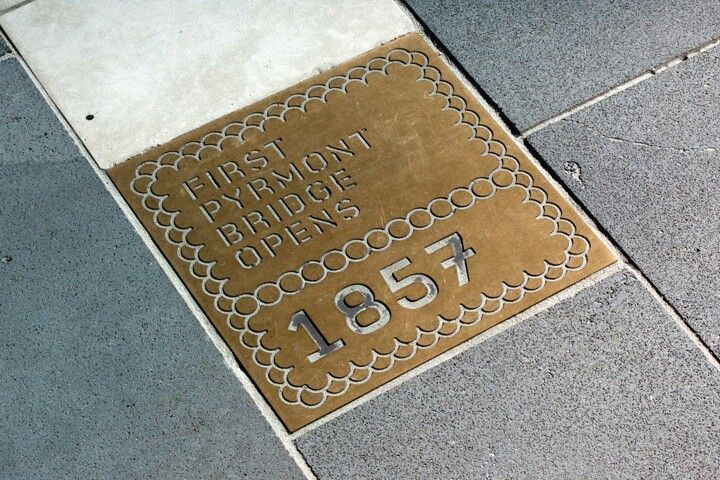 FIRST
PYRMONT
BRIDGE
OPENS
1857